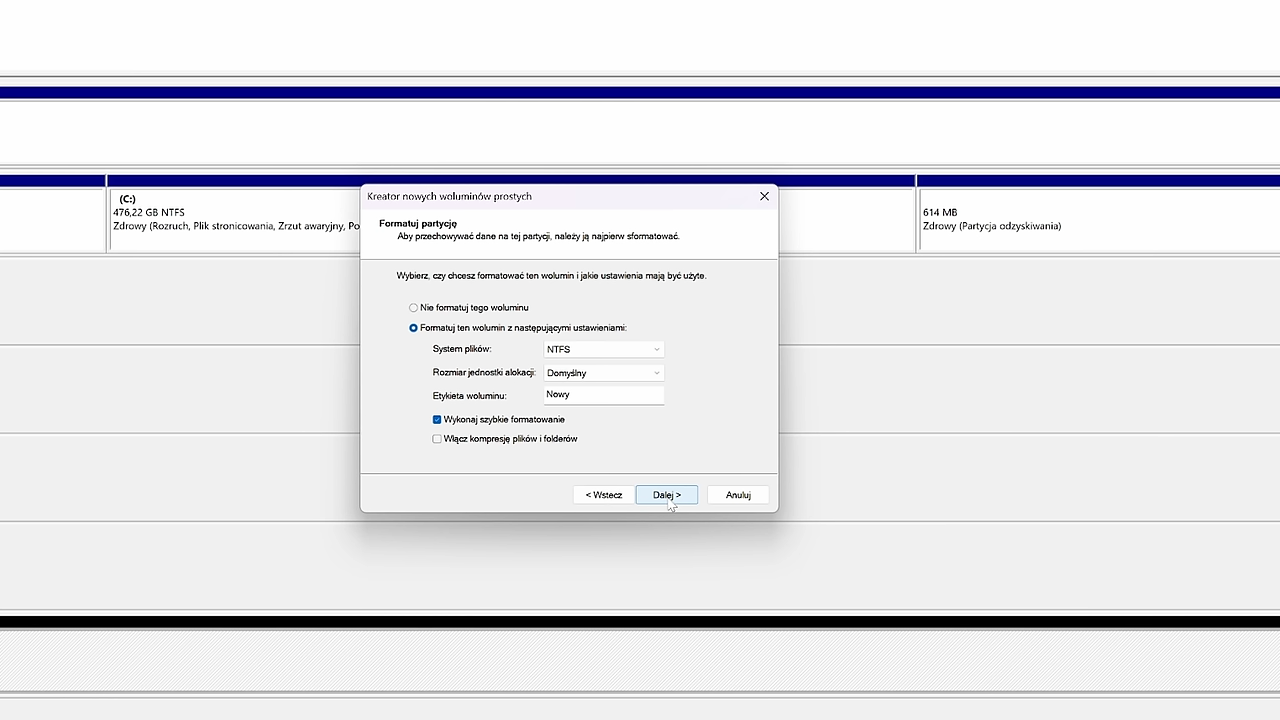 (C:)
476,22 GB NTFS
Zdrowy (Rozruch, Plik stronicowania, Zrzut awaryjny, Po
614 MB
Zdrowy (Partycja odzyskiwania)
Kreator nowych woluminów prostych
Formatuj partycję
Aby przechowywać dane na tej partycji, należy ją najpierw sformatować.
Wybierz, czy chcesz formatować ten wolumin i jakie ustawienia mają być użyte.
Nie formatuj tego woluminu
Formatuj ten wolumin z następującymi ustawieniami:
System plików: NTFS
Rozmiar jednostki alokacji: Domyślny
Etykieta woluminu: Nowy
Wykonaj szybkie formatowanie
Włącz kompresję plików i folderów
< Wstecz Dalej > Anuluj